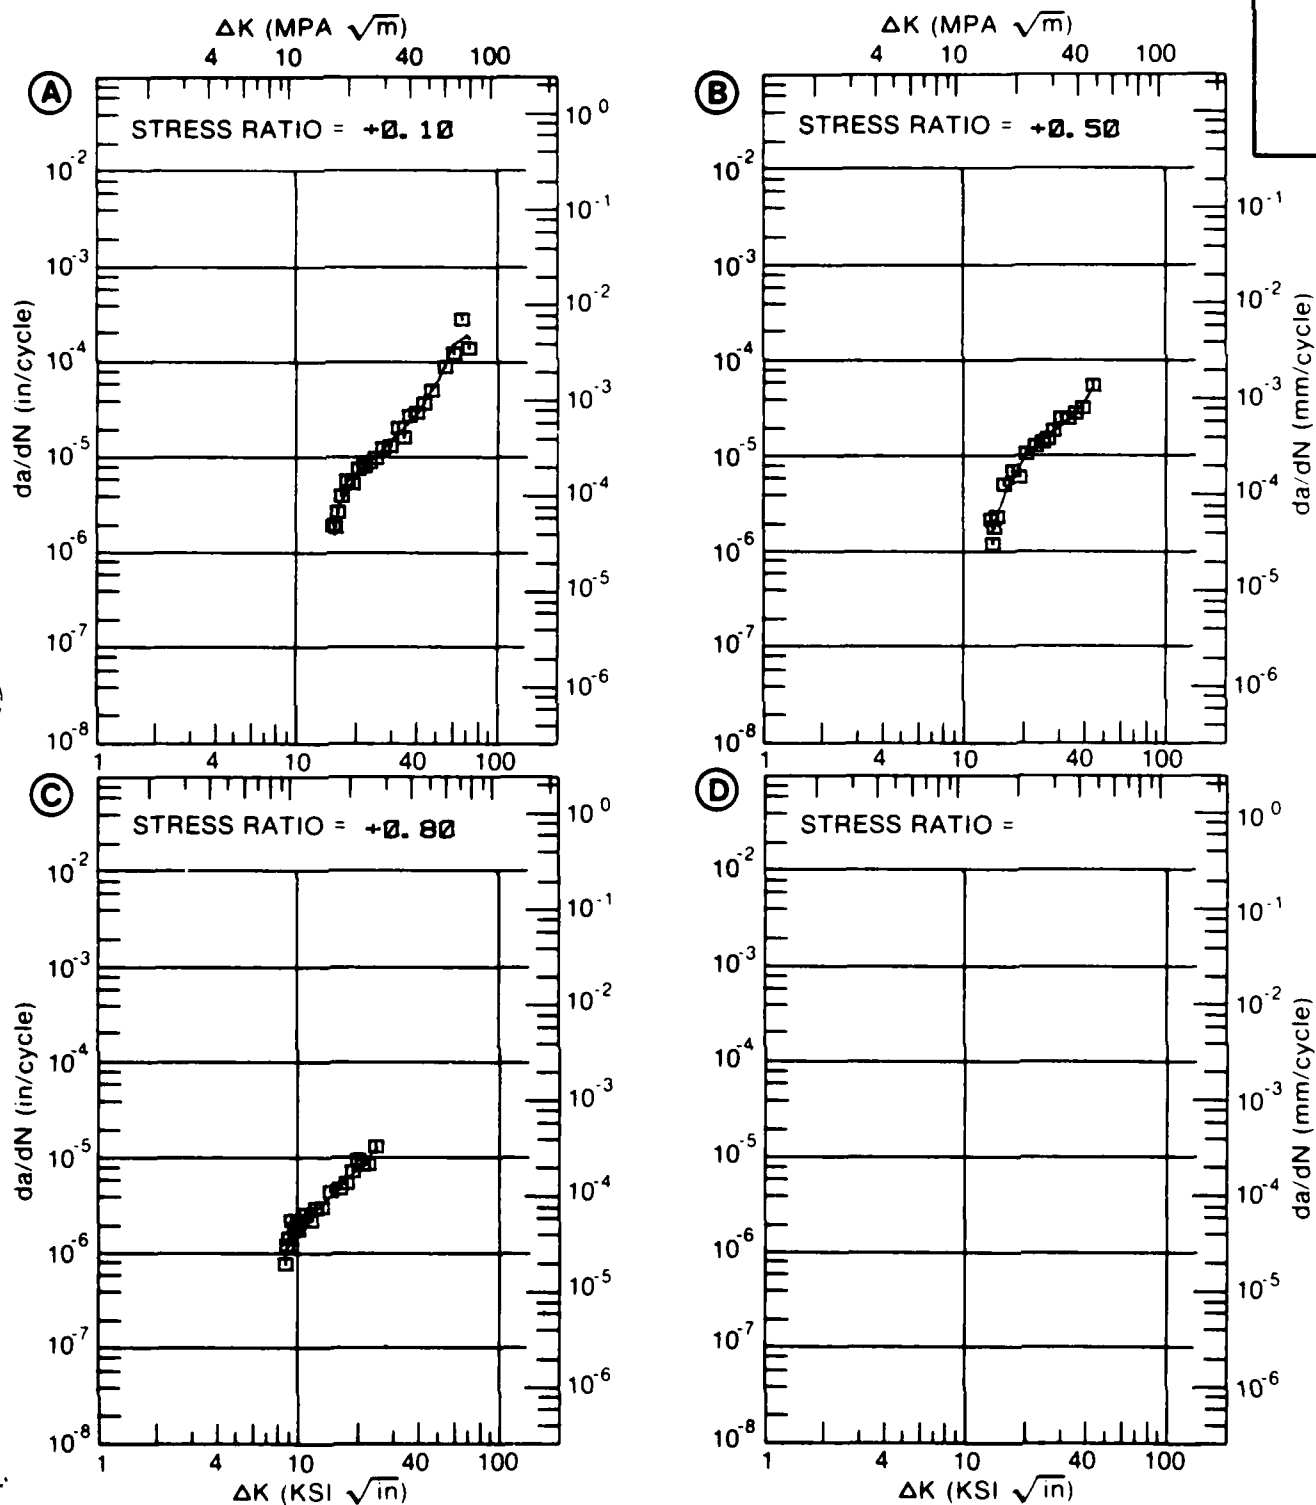 ΔK (MPA √m)
4 10 40 100
A
STRESS RATIO = +0.10
10^0
10^-2
10^-1
10^-3
10^-2
10^-4
10^-3
10^-5
10^-4
10^-6
10^-5
10^-7
10^-6
10^-8
da/dN (in/cycle)
1 4 10 40 100
ΔK (MPA √m)
4 10 40 100
B
STRESS RATIO = +0.50
10^-2
10^-1
10^-3
10^-2
10^-4
10^-3
10^-5
10^-4
10^-6
10^-5
10^-7
10^-6
10^-8
da/dN (mm/cycle)
1 4 10 40 100
C
STRESS RATIO = +0.80
10^0
10^-2
10^-1
10^-3
10^-2
10^-4
10^-3
10^-5
10^-4
10^-6
10^-5
10^-7
10^-6
10^-8
da/dN (in/cycle)
1 4 10 40 100
ΔK (KSI √in)
D
STRESS RATIO =
10^0
10^-2
10^-1
10^-3
10^-2
10^-4
10^-3
10^-5
10^-4
10^-6
10^-5
10^-7
10^-6
10^-8
da/dN (mm/cycle)
1 4 10 40 100
ΔK (KSI √in)